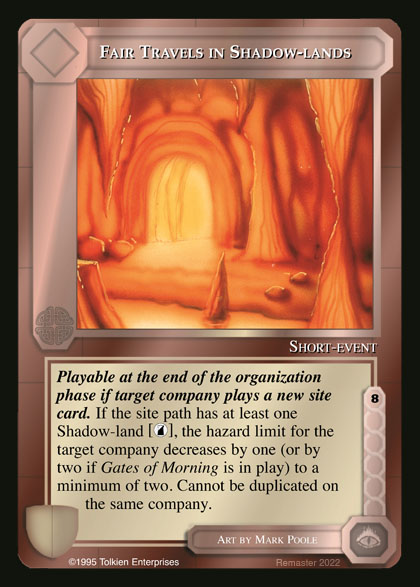 Fair Travels in Shadow-lands
Short-event
Playable at the end of the organization
phase if target company plays a new site
card. If the site path has at least one
Shadow-land [], the hazard limit for the
target company decreases by one (or by
two if Gates of Morning is in play) to a
minimum of two. Cannot be duplicated on
the same company.
8
Art by Mark Poole
©1995 Tolkien Enterprises
Remaster 2022